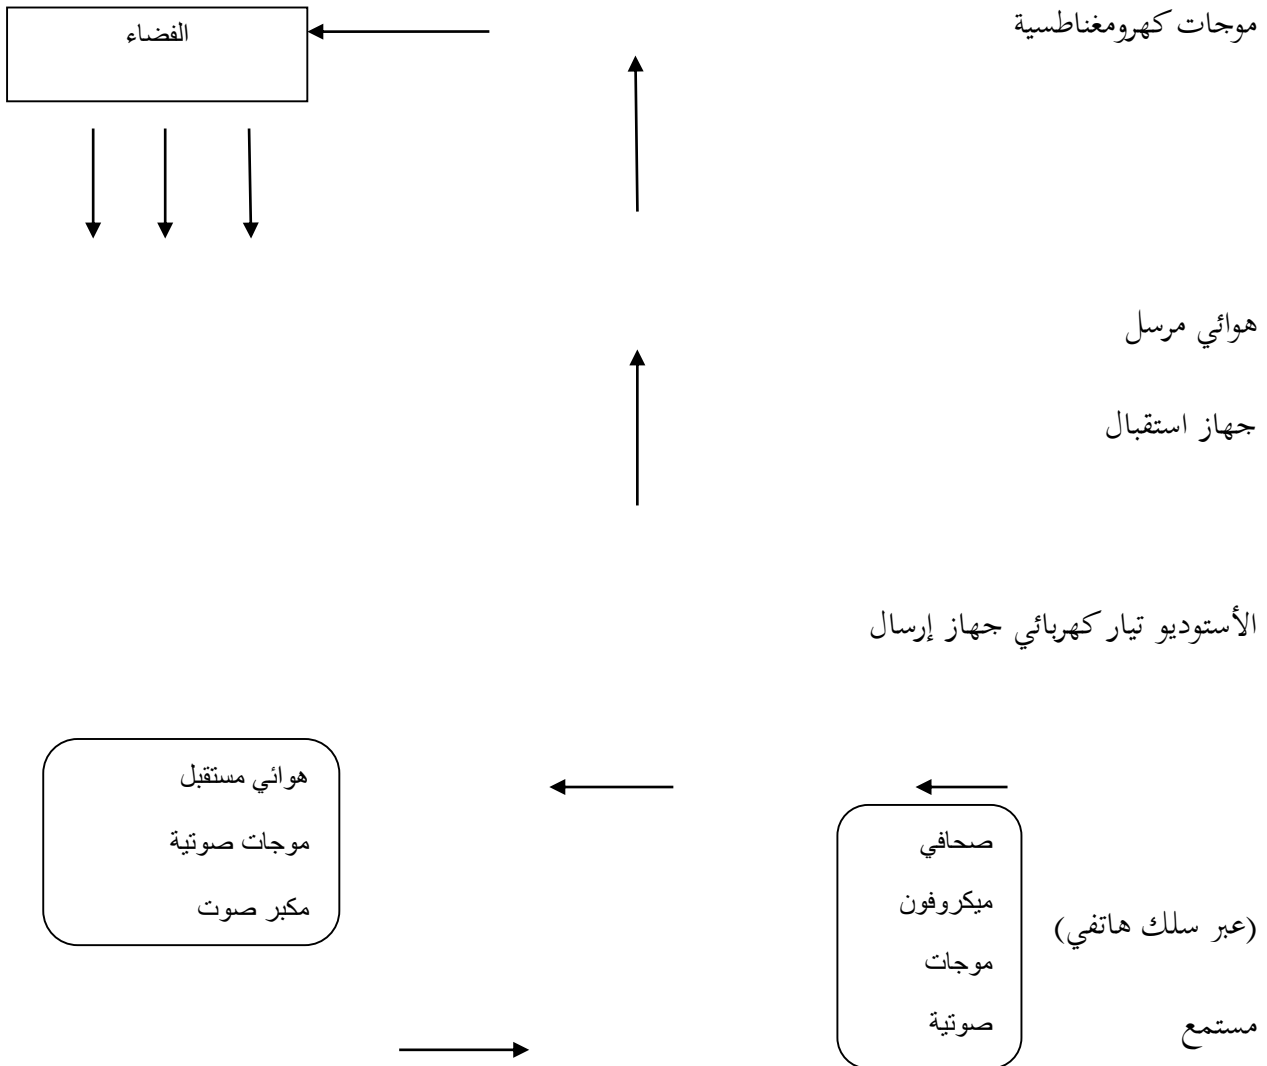 موجات كهرومغناطسية
الفضاء
هوائي مرسل
جهاز استقبال
الأستوديو تيار كهربائي جهاز إرسال
هوائي مستقبل
موجات صوتية
مكبر صوت
صحافي
ميكروفون
موجات
صوتية
(عبر سلك هاتفي)
مستمع